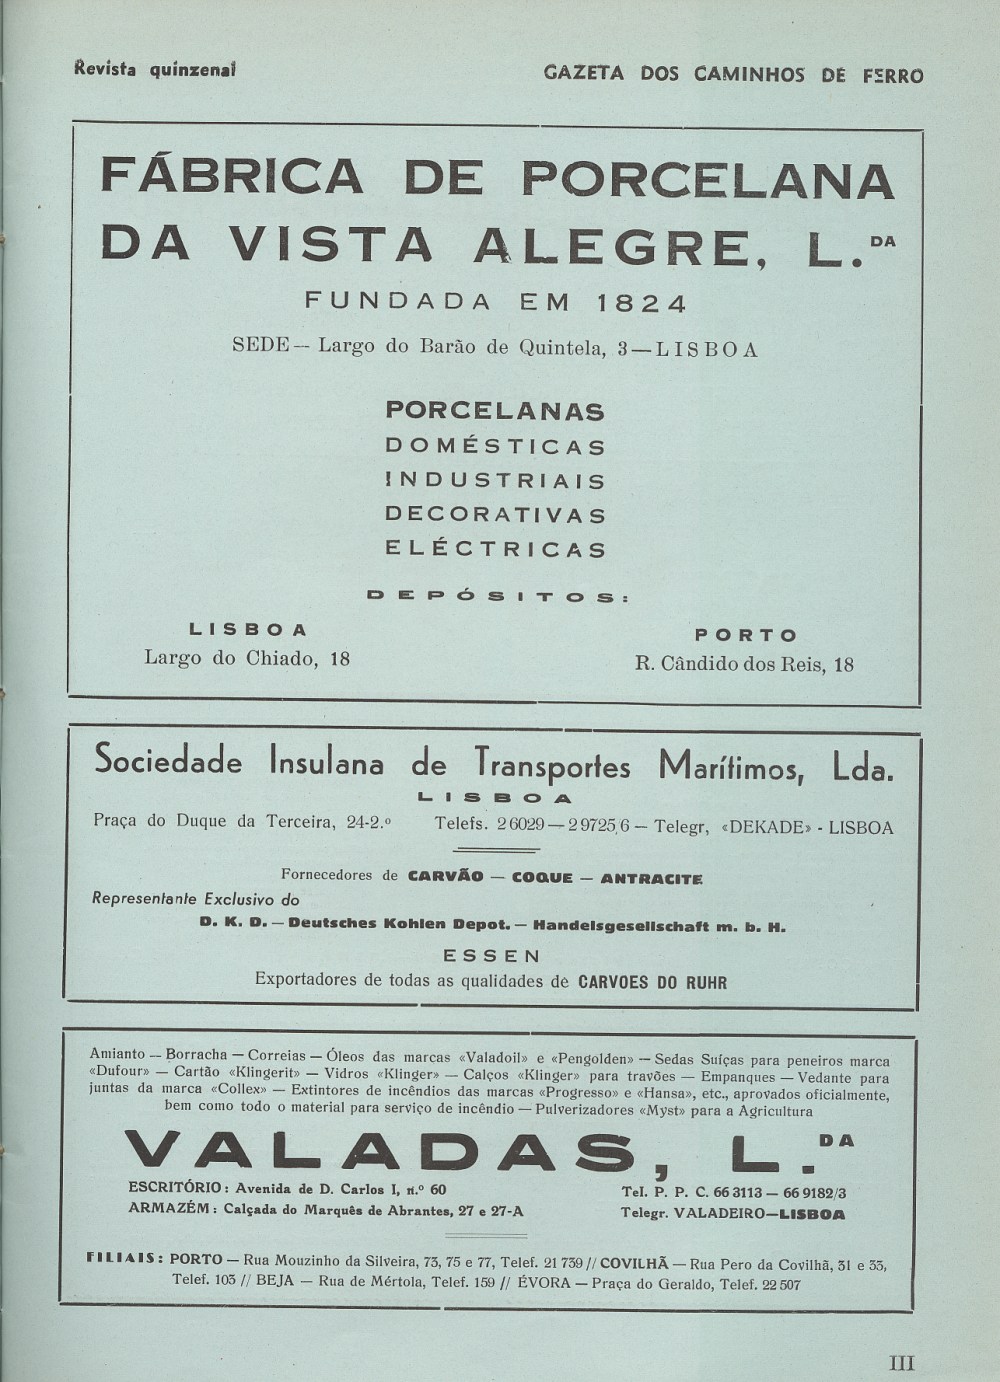 Revista quinzenal
GAZETA DOS CAMINHOS DE FERRO
FÁBRICA DE PORCELANA
DA VISTA ALEGRE, L.DA
FUNDADA EM 1824
SEDE — Largo do Barão de Quintela, 3 — LISBOA
PORCELANAS
DOMÉSTICAS
INDUSTRIAIS
DECORATIVAS
ELÉCTRICAS
DEPÓSITOS:
LISBOA
Largo do Chiado, 18
PORTO
R. Cândido dos Reis, 18
Sociedade Insulana de Transportes Marítimos, Lda.
LISBOA
Praça do Duque da Terceira, 24-2.º Telefs. 26029 — 29725/6 — Telegr, «DEKADE» - LISBOA
Fornecedores de CARVÃO — COQUE — ANTRACITE
Representante Exclusivo do
D. K. D. — Deutsches Kohlen Depot. — Handelsgesellschaft m. b. H.
ESSEN
Exportadores de todas as qualidades de CARVOES DO RUHR
Amianto — Borracha — Correias — Óleos das marcas «Valadoil» e «Pengolden» — Sedas Suíças para peneiros marca
«Dufour» — Cartão «Klingerit» — Vidros «Klinger» — Calços «Klinger» para travões — Empanques — Vedante para
juntas da marca «Collex» — Extintores de incêndios das marcas «Progresso» e «Hansa», etc., aprovados oficialmente,
bem como todo o material para serviço de incêndio — Pulverizadores «Myst» para a Agricultura
VALADAS, L.DA
ESCRITÓRIO: Avenida de D. Carlos I, n.º 60
ARMAZÉM: Calçada do Marquês de Abrantes, 27 e 27-A
Tel. P. P. C. 66 3113 — 66 9182/3
Telegr. VALADEIRO—LISBOA
FILIAIS: PORTO — Rua Mouzinho da Silveira, 73, 75 e 77, Telef. 21 739 // COVILHÃ — Rua Pero da Covilhã, 31 e 33,
Telef. 103 // BEJA — Rua de Mértola, Telef. 159 // ÉVORA — Praça do Geraldo, Telef. 22 507
III